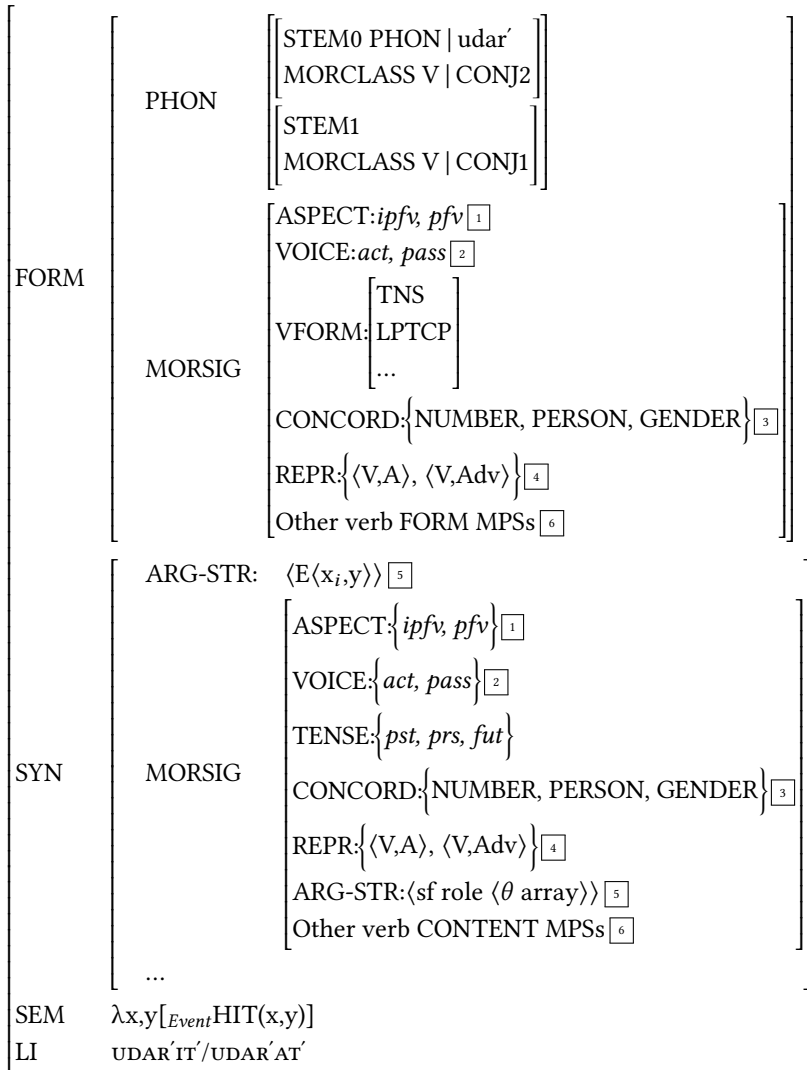 STEM0 PHON | udar′
MORCLASS V | CONJ2
PHON
STEM1
MORCLASS V | CONJ1
ASPECT:ipfv, pfv 1
VOICE:act, pass 2
TNS
FORM
VFORM: LPTCP
...
MORSIG
CONCORD:{NUMBER, PERSON, GENDER} 3
REPR:{⟨V,A⟩, ⟨V,Adv⟩} 4
Other verb FORM MPSs 6
ARG-STR: ⟨E⟨xᵢ,y⟩⟩ 5
ASPECT:{ipfv, pfv} 1
VOICE:{act, pass} 2
TENSE:{pst, prs, fut}
SYN MORSIG
CONCORD:{NUMBER, PERSON, GENDER} 3
REPR:{⟨V,A⟩, ⟨V,Adv⟩} 4
ARG-STR:⟨sf role ⟨θ array⟩⟩ 5
Other verb CONTENT MPSs 6
...
SEM λx,y[EventHIT(x,y)]
LI UDAR′IT′/UDAR′AT′